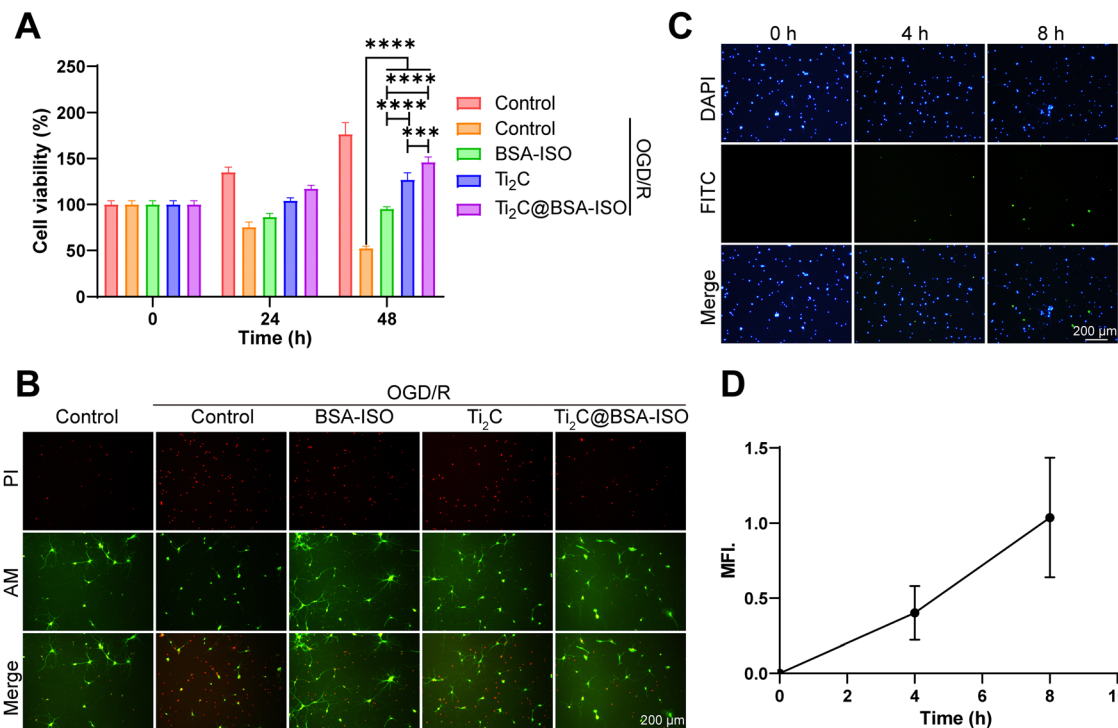 A
Cell viability (%)
250
200
150
100
50
0
0 24 48
Time (h)
****
****
****
***
Control
Control
BSA-ISO
Ti₂C
Ti₂C@BSA-ISO
OGD/R
B
OGD/R
Control Control BSA-ISO Ti₂C Ti₂C@BSA-ISO
PI
AM
Merge
200 µm
C
0 h 4 h 8 h
DAPI
FITC
Merge
200 µm
D
MFI.
1.5
1.0
0.5
0.0
0 2 4 6 8 1
Time (h)